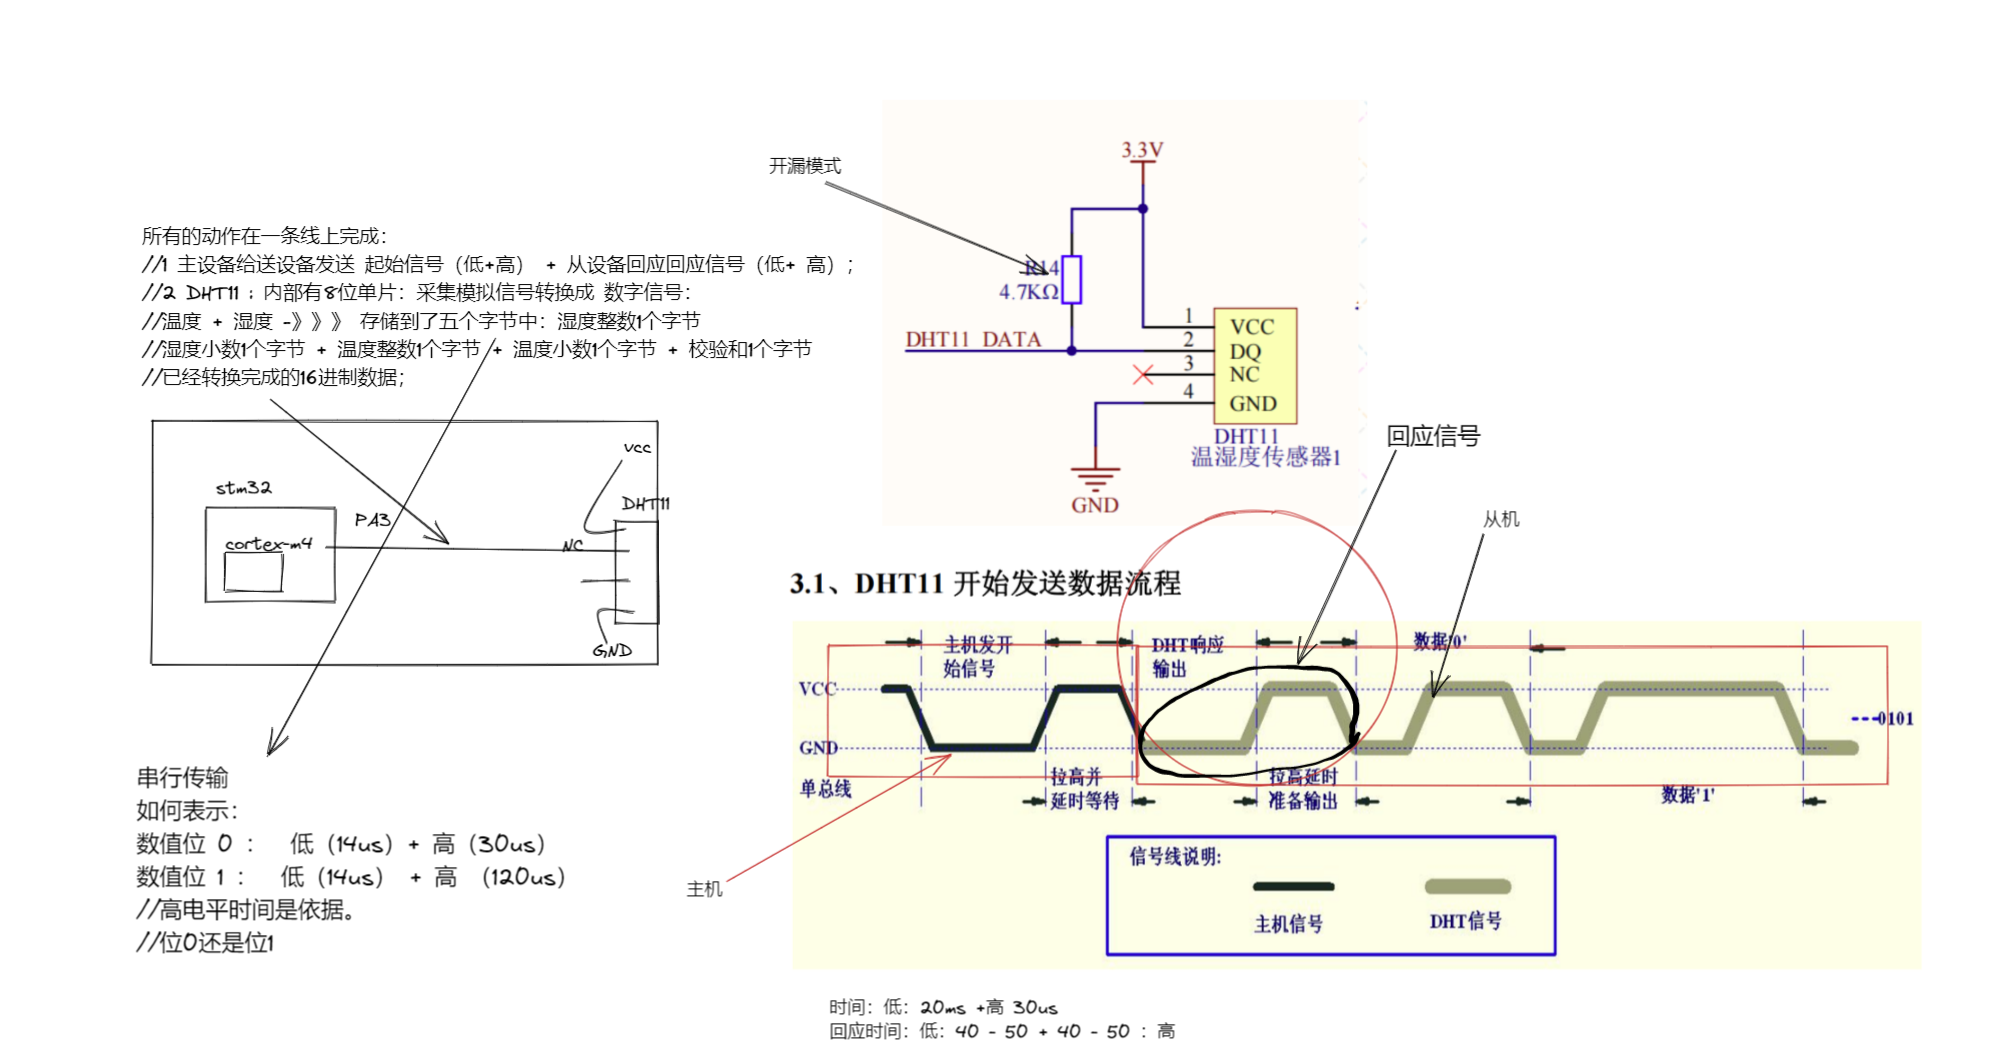 所有的动作在一条线上完成：
//1 主设备给送设备发送 起始信号（低+高） + 从设备回应回应信号（低+ 高）；
//2 DHT11 ；内部有8位单片：采集模拟信号转换成 数字信号：
//温度 + 湿度 -》》》 存储到了五个字节中：湿度整数1个字节
//湿度小数1个字节 + 温度整数1个字节 + 温度小数1个字节 + 校验和1个字节
//已经转换完成的16进制数据；
stm32
cortex-m4
PA3
vcc
DHT11
NC
GND
串行传输
如何表示：
数值位 0 ： 低（14us）+ 高（30us）
数值位 1 ： 低（14us） + 高 （120us）
//高电平时间是依据。
//位0还是位1
开漏模式
3.3V
R14
4.7KΩ
DHT11 DATA
1 VCC
2 DQ
3 NC
4 GND
DHT11
温湿度传感器1
GND
回应信号
从机
3.1、DHT11 开始发送数据流程
主机发开
始信号
DHT响应
输出
数据'0'
VCC
GND
0101
单总线
拉高并
延时等待
拉高延时
准备输出
数据'1'
主机
信号线说明:
主机信号
DHT信号
时间：低：20ms +高 30us
回应时间：低：40 - 50 + 40 - 50 ：高